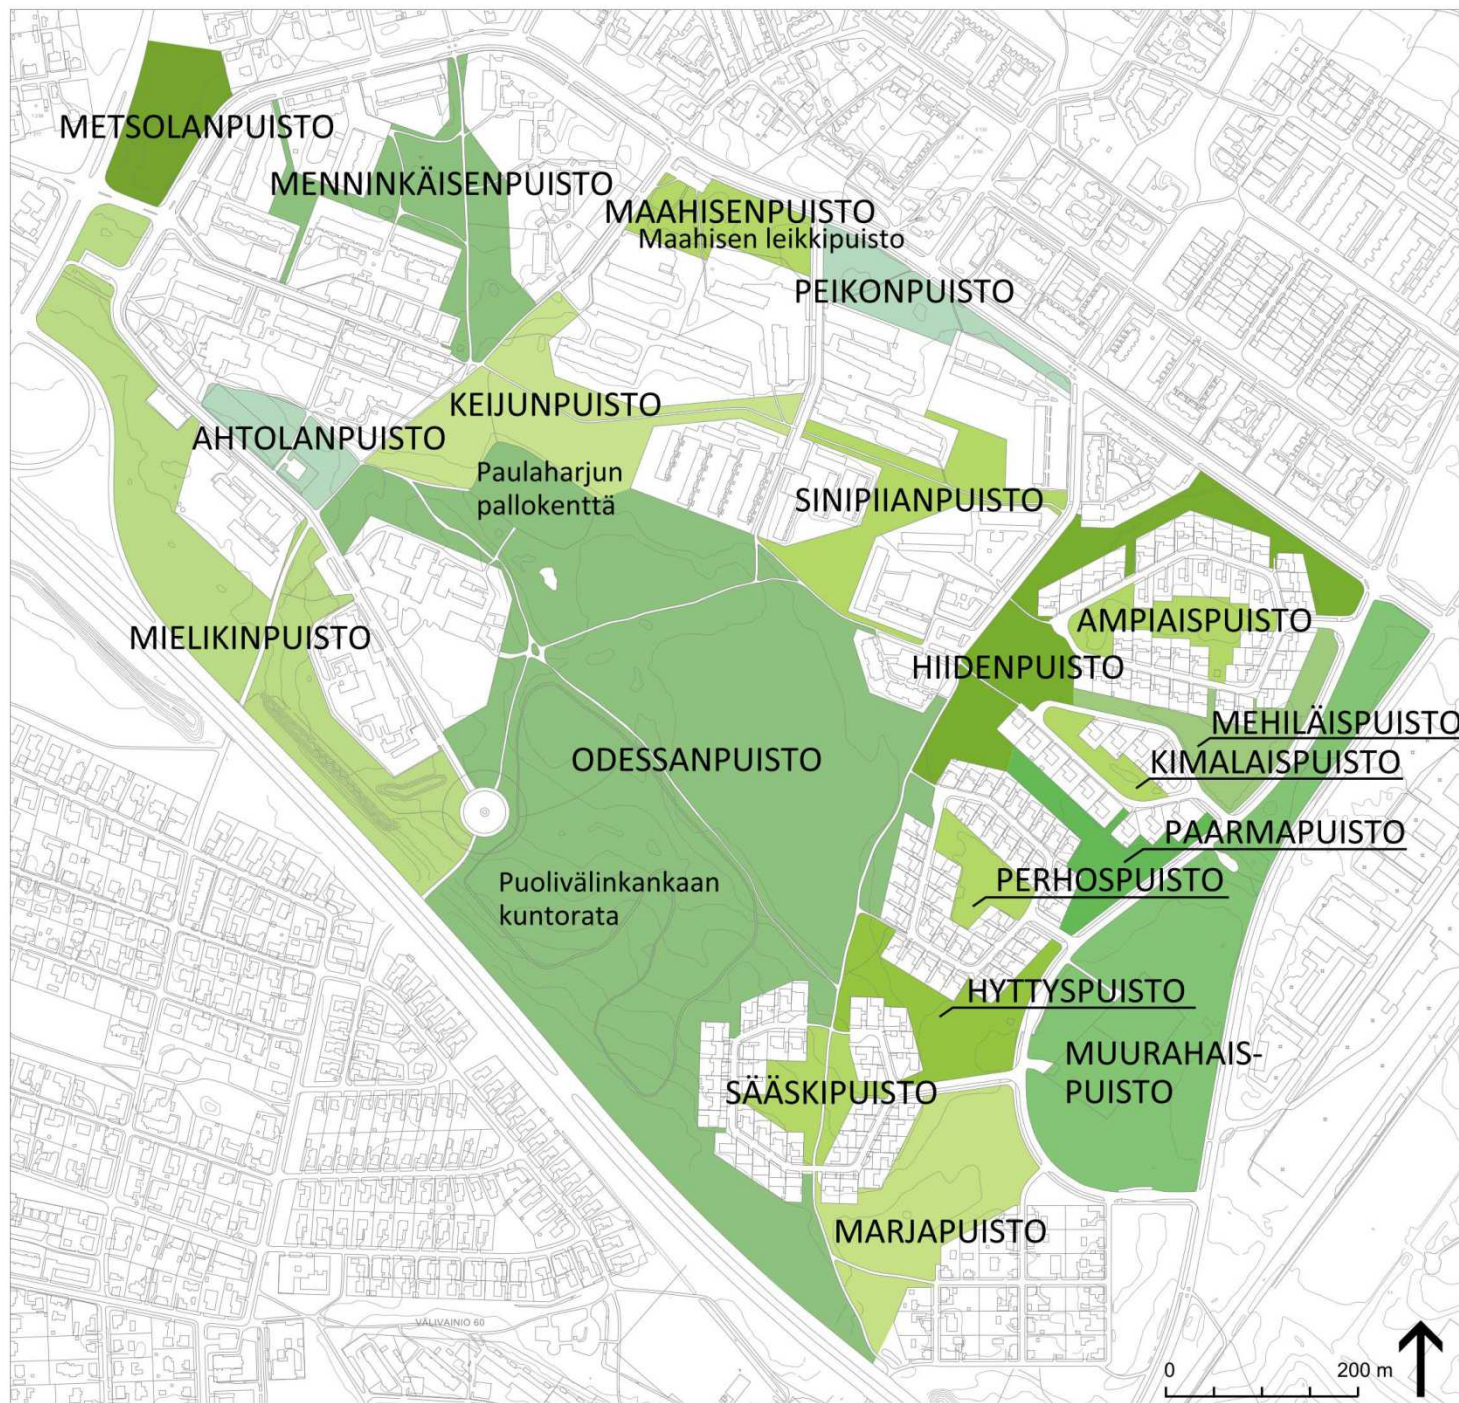 METSOLANPUISTO
MENNINKÄISENPUISTO
MAAHISENPUISTO
Maahisen leikkipuisto
PEIKONPUISTO
KEIJUNPUISTO
AHTOLANPUISTO
Paulaharjun
pallokenttä
SINIPIIANPUISTO
MIELIKINPUISTO
AMPIAISPUISTO
HIIDENPUISTO
MEHILÄISPUISTO
KIMALAISPUISTO
ODESSANPUISTO
PAARMAPUISTO
PERHOSPUISTO
Puolivälinkankaan
kuntorata
HYTTYSPUISTO
MUURAHAIS-
PUISTO
SÄÄSKIPUISTO
MARJAPUISTO
VÄLIVAINIO 60
0 200 m